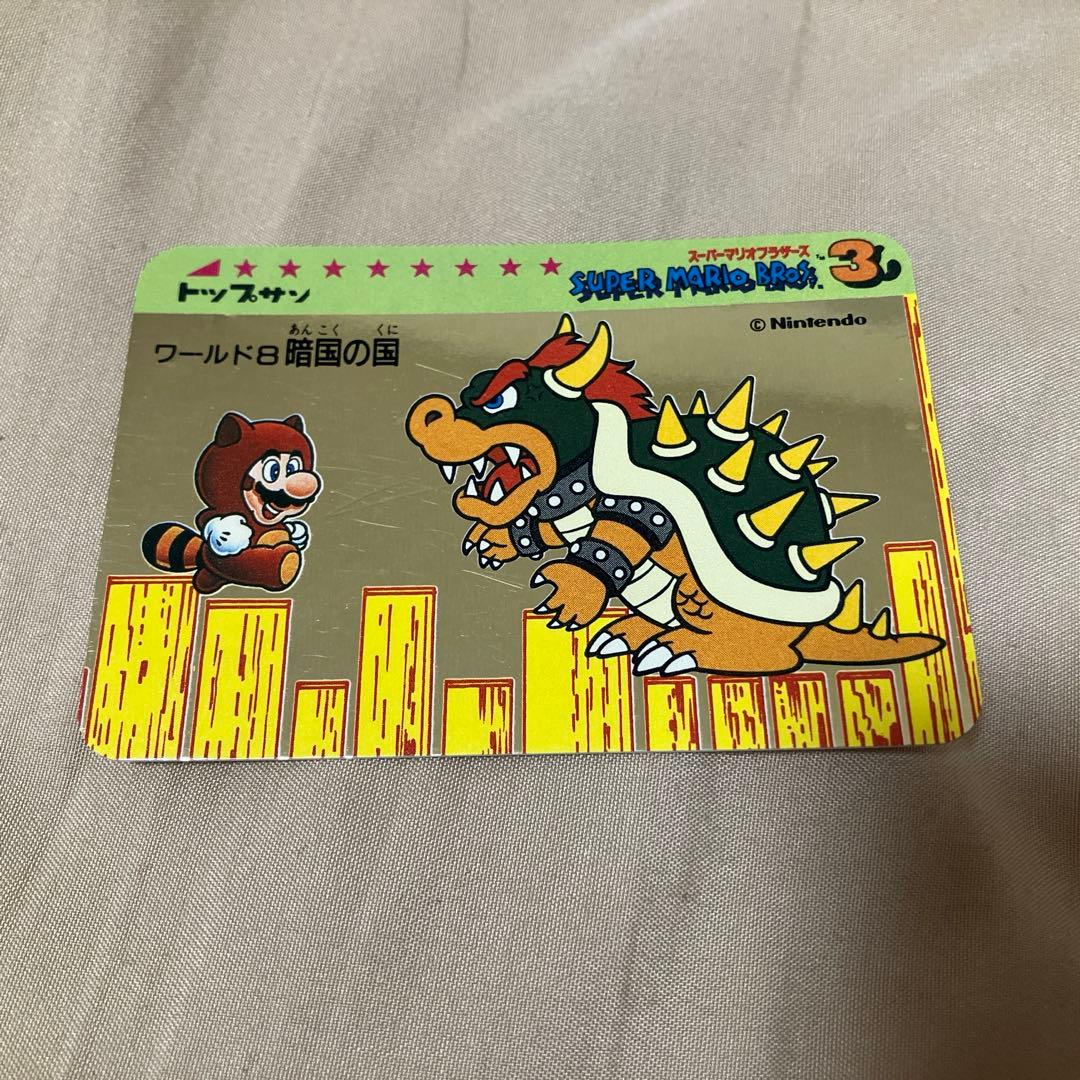 スーパーマリオブラザーズ
SUPER MARIO BROS.™ 3
トップサン
© Nintendo
あんこく くに
ワールド8 暗国の国